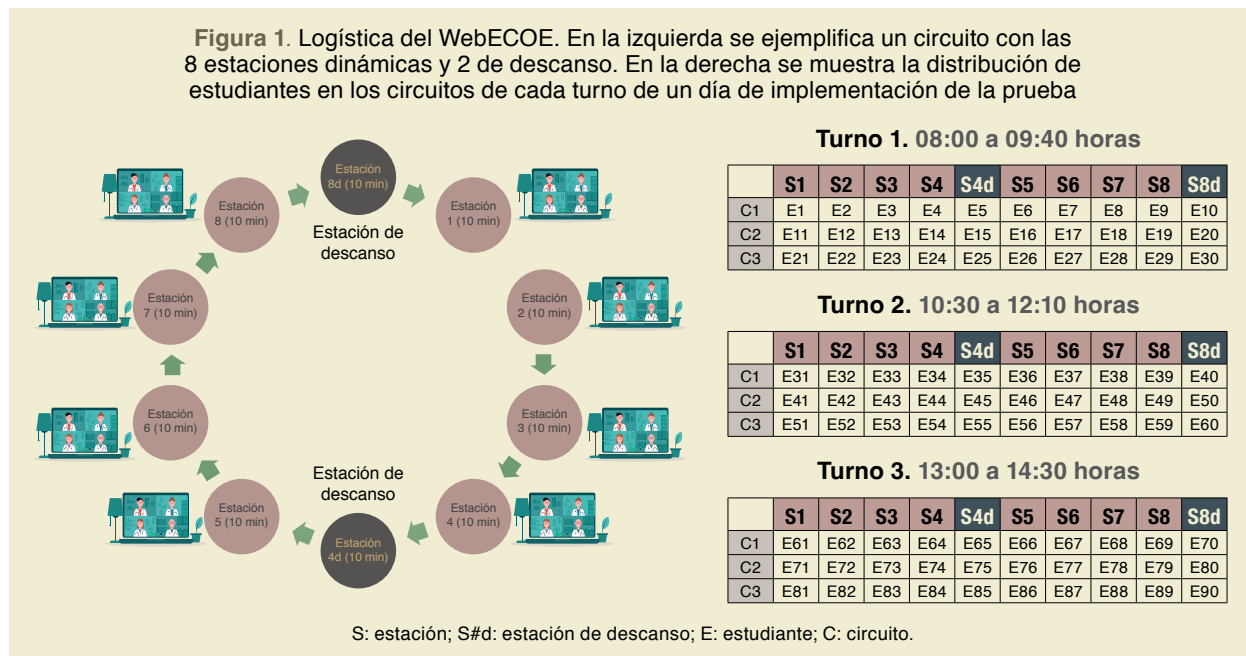 Figura 1. Logística del WebECOE. En la izquierda se ejemplifica un circuito con las
8 estaciones dinámicas y 2 de descanso. En la derecha se muestra la distribución de
estudiantes en los circuitos de cada turno de un día de implementación de la prueba
Estación
8d (10 min)
Estación de
descanso
Estación
1 (10 min)
Estación
2 (10 min)
Estación
3 (10 min)
Estación
4 (10 min)
Estación de
descanso
Estación
4d (10 min)
Estación
5 (10 min)
Estación
6 (10 min)
Estación
7 (10 min)
Estación
8 (10 min)
Turno 1. 08:00 a 09:40 horas
S1 S2 S3 S4 S4d S5 S6 S7 S8 S8d
C1 E1 E2 E3 E4 E5 E6 E7 E8 E9 E10
C2 E11 E12 E13 E14 E15 E16 E17 E18 E19 E20
C3 E21 E22 E23 E24 E25 E26 E27 E28 E29 E30
Turno 2. 10:30 a 12:10 horas
S1 S2 S3 S4 S4d S5 S6 S7 S8 S8d
C1 E31 E32 E33 E34 E35 E36 E37 E38 E39 E40
C2 E41 E42 E43 E44 E45 E46 E47 E48 E49 E50
C3 E51 E52 E53 E54 E55 E56 E57 E58 E59 E60
Turno 3. 13:00 a 14:30 horas
S1 S2 S3 S4 S4d S5 S6 S7 S8 S8d
C1 E61 E62 E63 E64 E65 E66 E67 E68 E69 E70
C2 E71 E72 E73 E74 E75 E76 E77 E78 E79 E80
C3 E81 E82 E83 E84 E85 E86 E87 E88 E89 E90
S: estación; S#d: estación de descanso; E: estudiante; C: circuito.